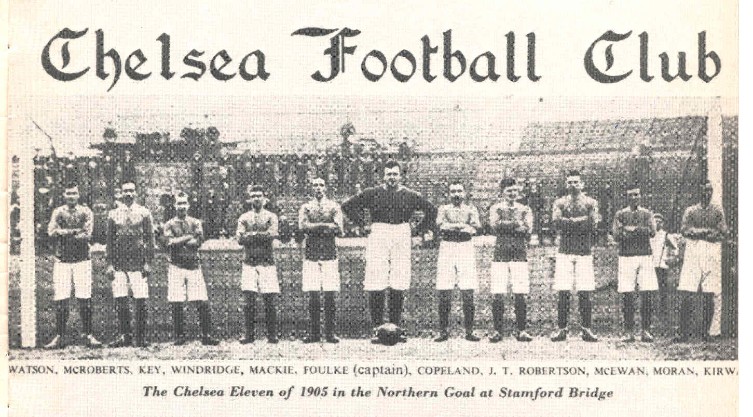 Chelsea Football Club
WATSON, MCROBERTS, KEY, WINDRIDGE, MACKIE, FOULKE (captain), COPELAND, J. T. ROBERTSON, MCEWAN, MORAN, KIRW
The Chelsea Eleven of 1905 in the Northern Goal at Stamford Bridge